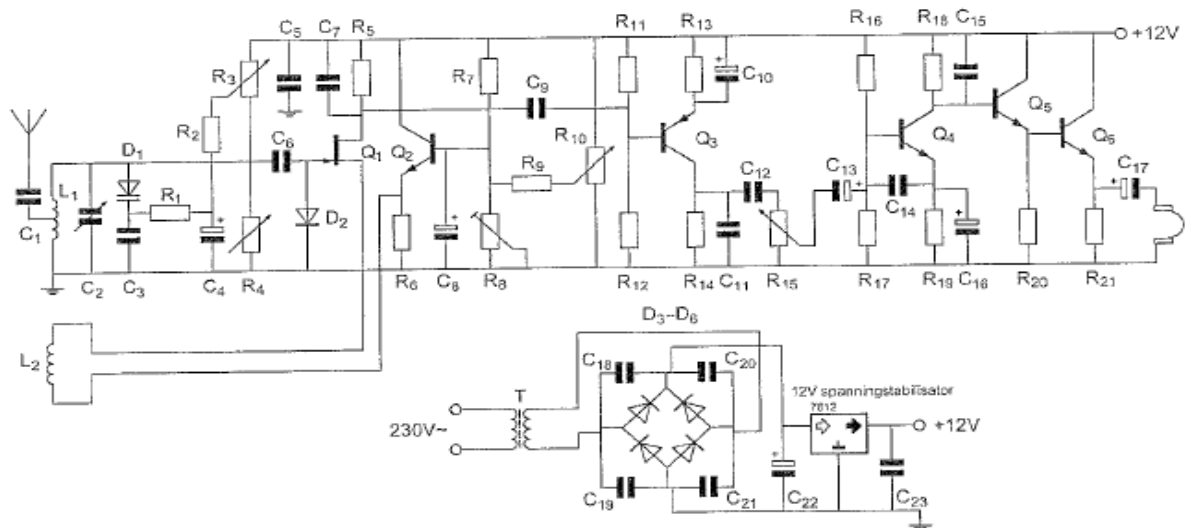 R11 R13 R16 R18 C15
C5 C7 R5 +12V
R3 R7 C9 C10
R2 C6 R10 Q5
D1 Q1 Q2 Q3 Q4 Q6
L1 R1 R9 C12 C13 C17
C1 D2 C14
C2 C3 C4 R4 R6 C8 R8 R12 R14 C11 R15 R17 R19 C16 R20 R21
D3–D6
L2 C18 C20
T 12V spanningstabilisator
7812
230V~ +12V
C19 C21 C22 C23